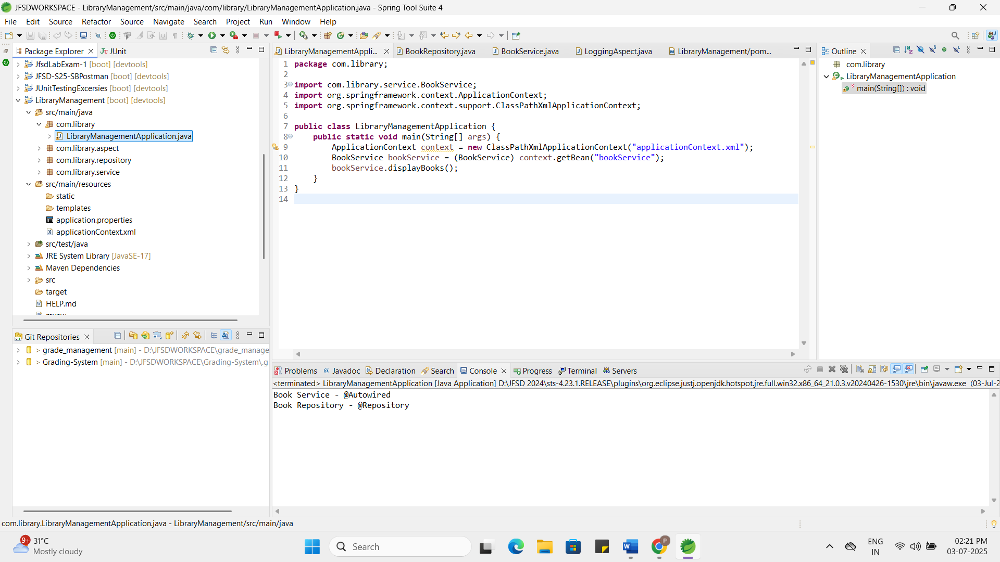 JFSDWORKSPACE - LibraryManagement/src/main/java/com/library/LibraryManagementApplication.java - Spring Tool Suite 4
File Edit Source Refactor Source Navigate Search Project Run Window Help
Package Explorer
JUnit
JfsdLabExam-1 [boot] [devtools]
JFSD-S25-SBPostman [boot] [devtools]
JUnitTestingExcersies [boot] [devtools]
LibraryManagement [boot] [devtools]
src/main/java
com.library
LibraryManagementApplication.java
com.library.aspect
com.library.repository
com.library.service
src/main/resources
static
templates
application.properties
applicationContext.xml
src/test/java
JRE System Library [JavaSE-17]
Maven Dependencies
src
target
HELP.md
Git Repositories
> grade_management [main] - D:\JFSDWORKSPACE\grade_manage
> Grading-System [main] - D:\JFSDWORKSPACE\Grading-System\.gi
LibraryManagementAppli... BookRepository.java BookService.java LoggingAspect.java LibraryManagement/pom...
1 package com.library;
2
3 import com.library.service.BookService;
4 import org.springframework.context.ApplicationContext;
5 import org.springframework.context.support.ClassPathXmlApplicationContext;
6
7 public class LibraryManagementApplication {
8 public static void main(String[] args) {
9 ApplicationContext context = new ClassPathXmlApplicationContext("applicationContext.xml");
10 BookService bookService = (BookService) context.getBean("bookService");
11 bookService.displayBooks();
12 }
13 }
14
Outline
com.library
LibraryManagementApplication
main(String[]) : void
Problems Javadoc Declaration Search Console Progress Terminal Servers
<terminated> LibraryManagementApplication [Java Application] D:\JFSD 2024\sts-4.23.1.RELEASE\plugins\org.eclipse.justj.openjdk.hotspot.jre.full.win32.x86_64_21.0.3.v20240426-1530\jre\bin\javaw.exe (03-Jul-2
Book Service - @Autowired
Book Repository - @Repository
com.library.LibraryManagementApplication.java - LibraryManagement/src/main/java
9+
31°C
Mostly cloudy
Search
P
ENG
IN
02:21 PM
03-07-2025